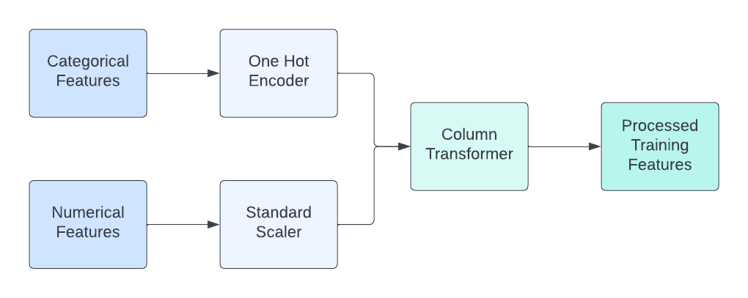 Categorical
Features
One Hot
Encoder
Numerical
Features
Standard
Scaler
Column
Transformer
Processed
Training
Features